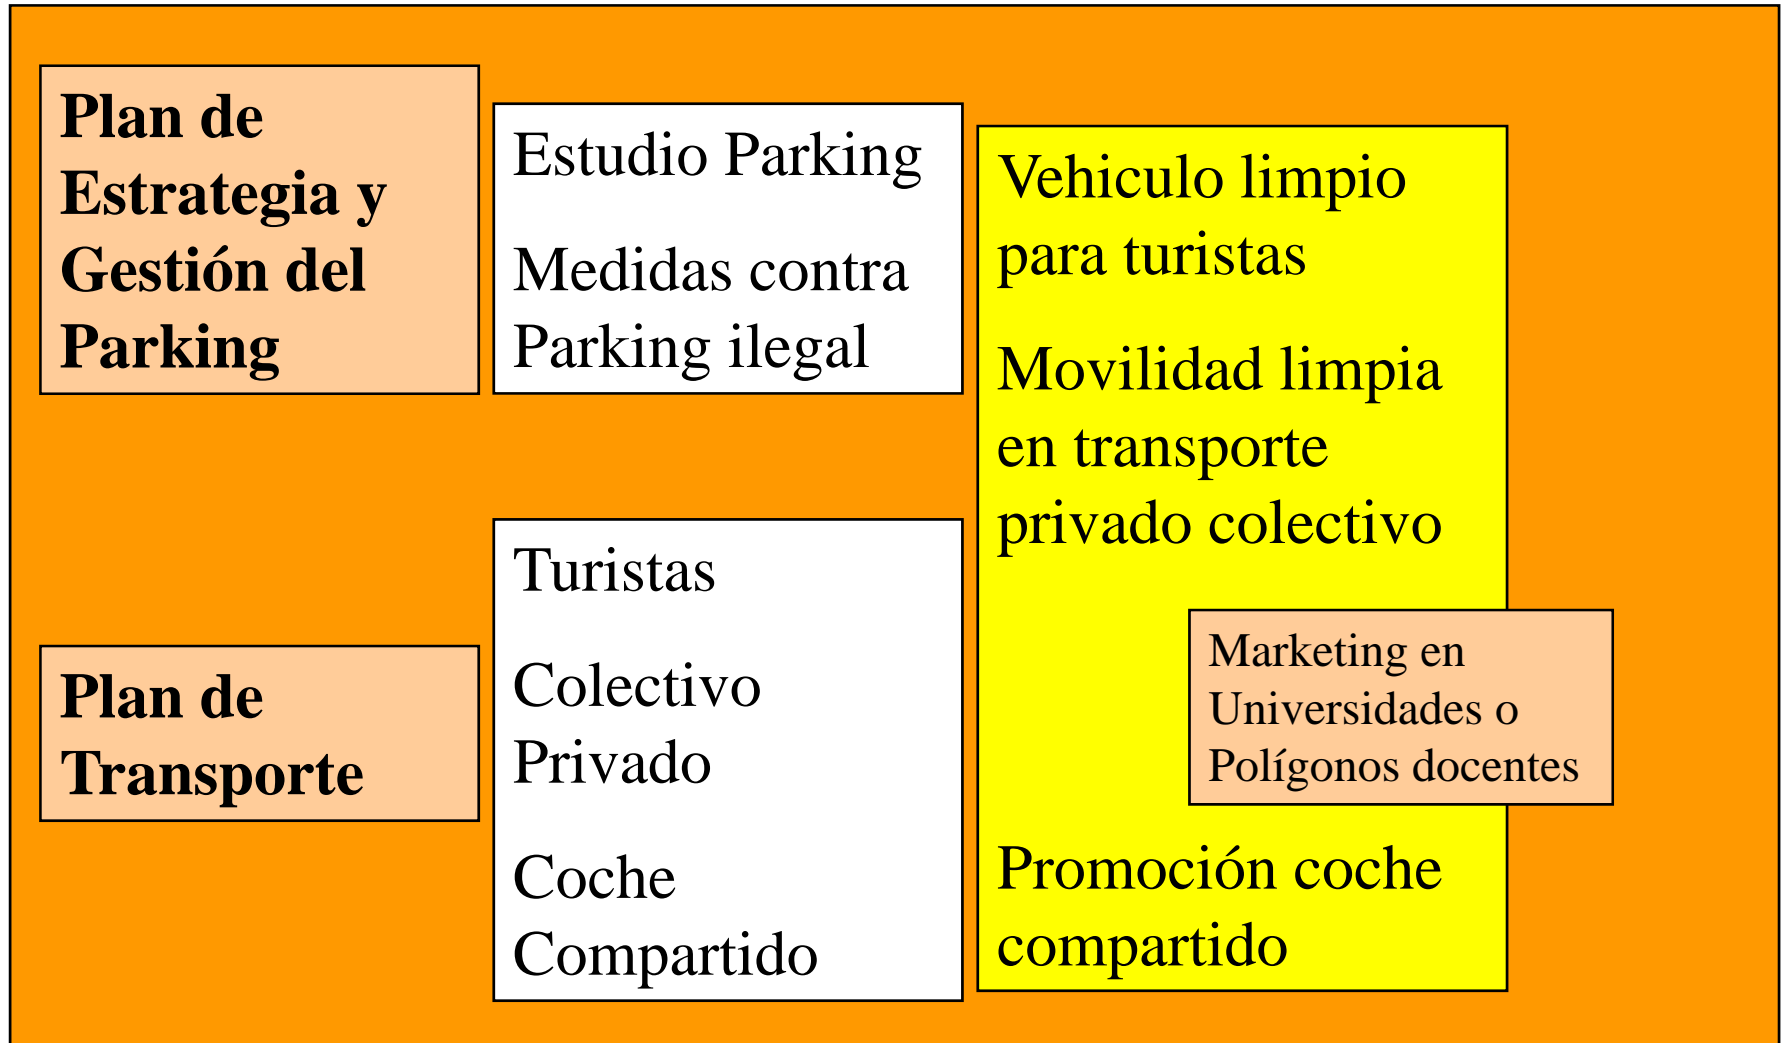 Plan de
Estrategia y
Gestión del
Parking
Estudio Parking
Medidas contra
Parking ilegal
Vehiculo limpio
para turistas
Movilidad limpia
en transporte
privado colectivo
Plan de
Transporte
Turistas
Colectivo
Privado
Coche
Compartido
Marketing en
Universidades o
Polígonos docentes
Promoción coche
compartido